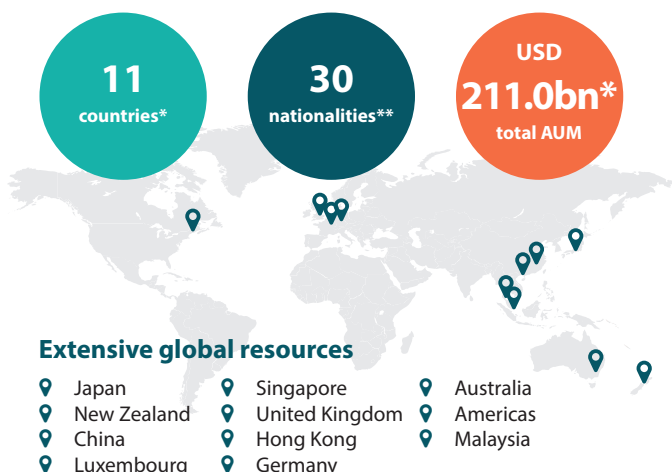 11
countries*
30
nationalities**
USD
211.0bn*
total AUM
Extensive global resources
Japan
New Zealand
China
Luxembourg
Singapore
United Kingdom
Hong Kong
Germany
Australia
Americas
Malaysia